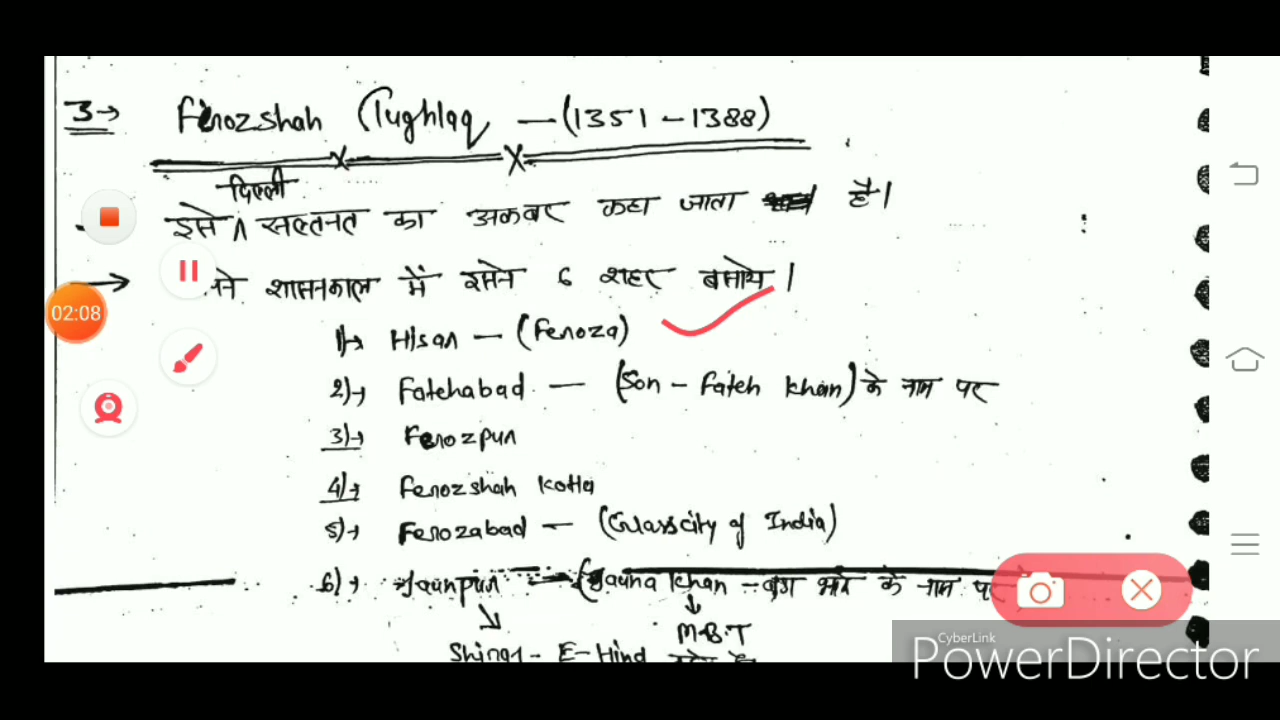 3→ Ferozshah Tughlaq — (1351 - 1388)
इसे दिल्ली सल्तनत का अकबर कहा जाता है।
→ ने शासनकाल में इसने 6 शहर बसाये।
1)→ Hisar — (Feroza)
2)→ Fatehabad — (Son - Fateh Khan) के नाम पर
3)→ Ferozpur
4)→ Ferozshah Kotla
5)→ Ferozabad — (Glass city of India)
6)→ Jaunpur — (Jauna Khan - बड़ा भाई के नाम पर
↓
M.B.T
Shiraz - E - Hind
02:08
CyberLink
PowerDirector